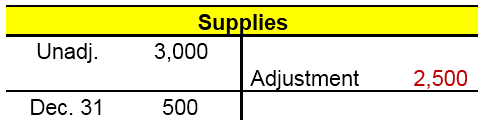 Supplies
Unadj. 3,000
Adjustment 2,500
Dec. 31 500